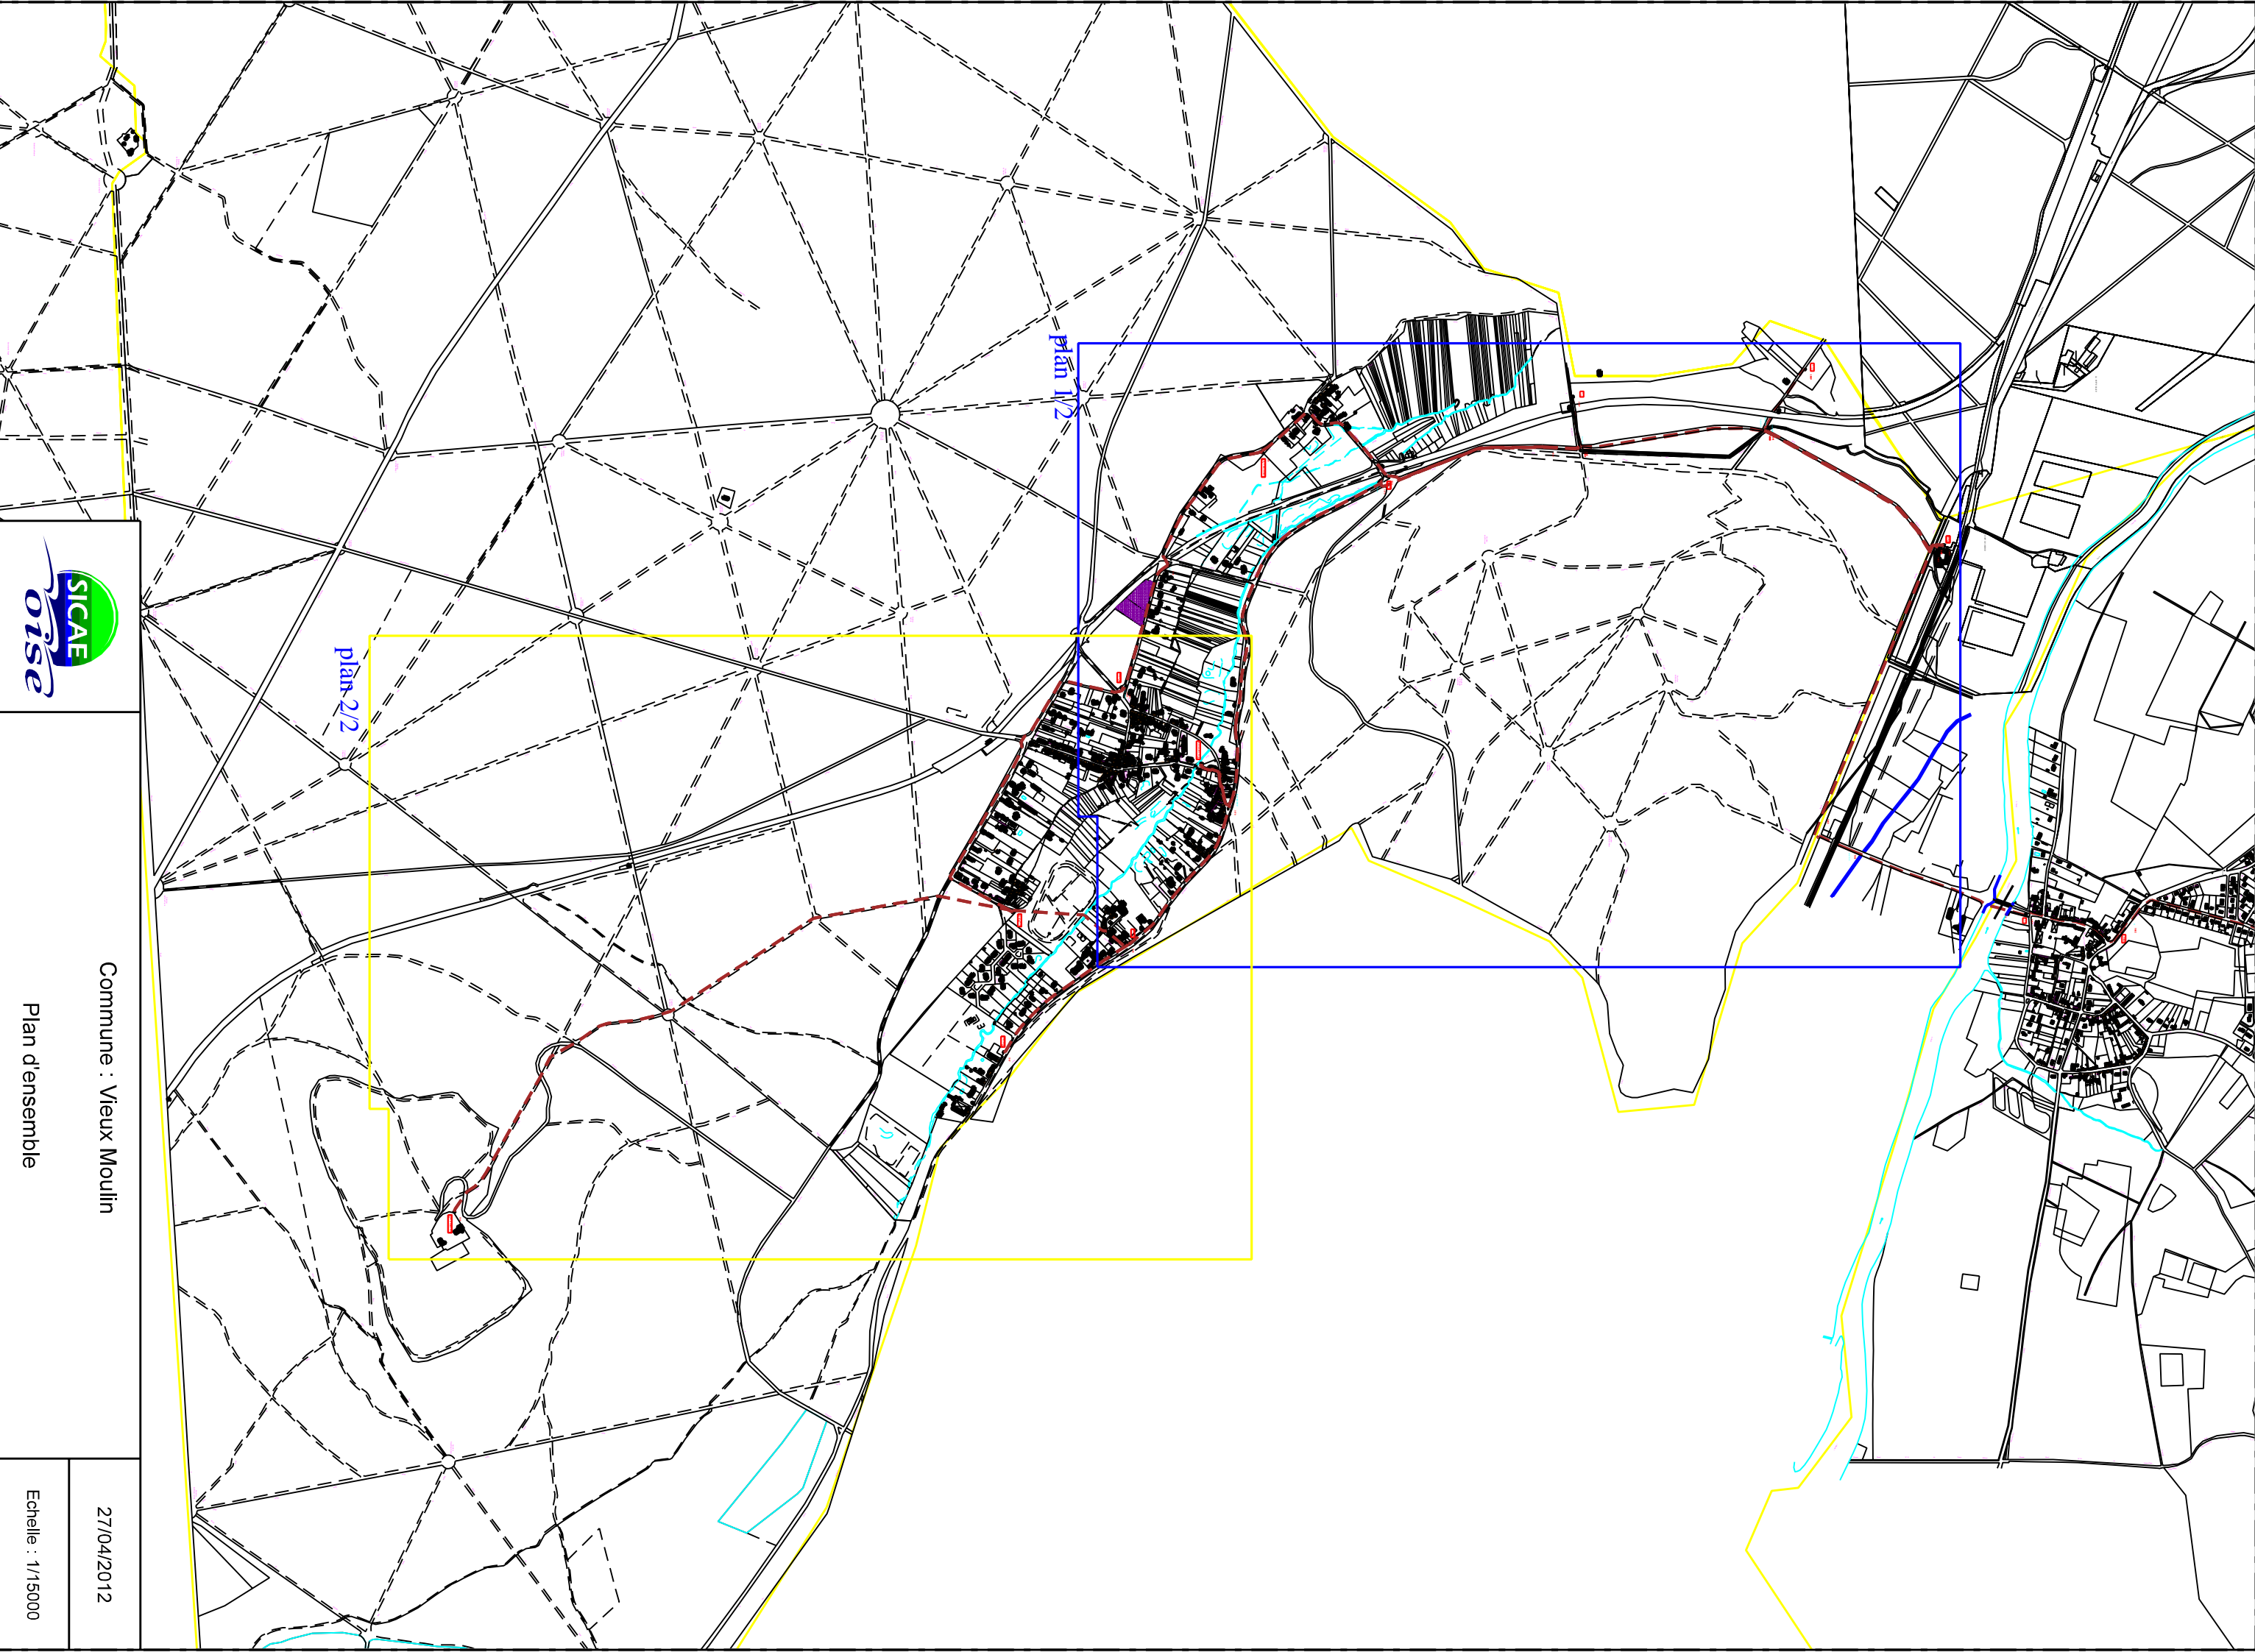 plan 1/2
plan 2/2
SICAE
oise
Commune : Vieux Moulin
Plan d'ensemble
27/04/2012
Echelle : 1/15000